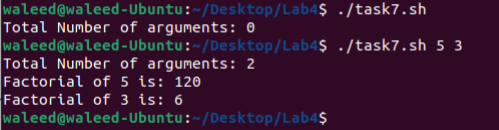 waleed@waleed-Ubuntu:~/Desktop/Lab4$ ./task7.sh
Total Number of arguments: 0
waleed@waleed-Ubuntu:~/Desktop/Lab4$ ./task7.sh 5 3
Total Number of arguments: 2
Factorial of 5 is: 120
Factorial of 3 is: 6
waleed@waleed-Ubuntu:~/Desktop/Lab4$